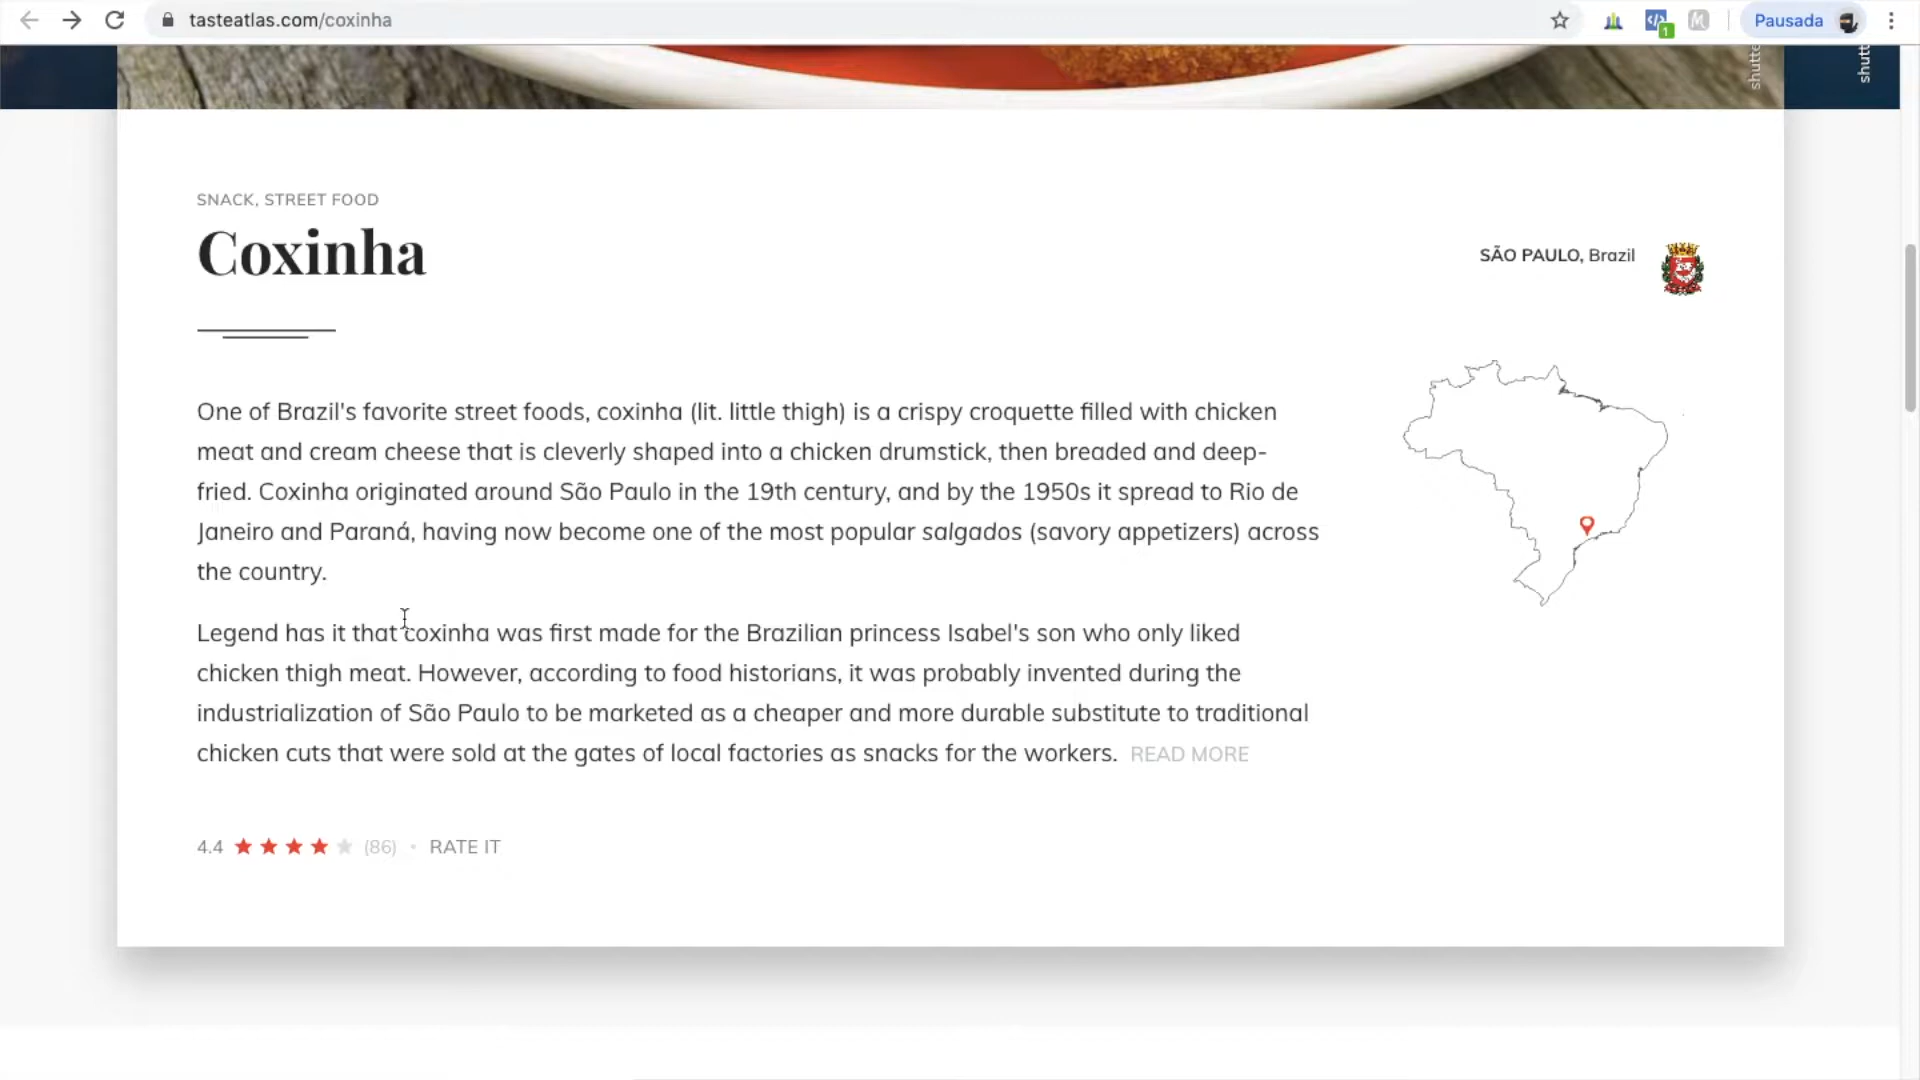 tasteatlas.com/coxinha
1
Pausada
shutt
SNACK, STREET FOOD
Coxinha
SÃO PAULO, Brazil
One of Brazil's favorite street foods, coxinha (lit. little thigh) is a crispy croquette filled with chicken
meat and cream cheese that is cleverly shaped into a chicken drumstick, then breaded and deep-
fried. Coxinha originated around São Paulo in the 19th century, and by the 1950s it spread to Rio de
Janeiro and Paraná, having now become one of the most popular salgados (savory appetizers) across
the country.
Legend has it that coxinha was first made for the Brazilian princess Isabel's son who only liked
chicken thigh meat. However, according to food historians, it was probably invented during the
industrialization of São Paulo to be marketed as a cheaper and more durable substitute to traditional
chicken cuts that were sold at the gates of local factories as snacks for the workers. READ MORE
4.4 (86) • RATE IT